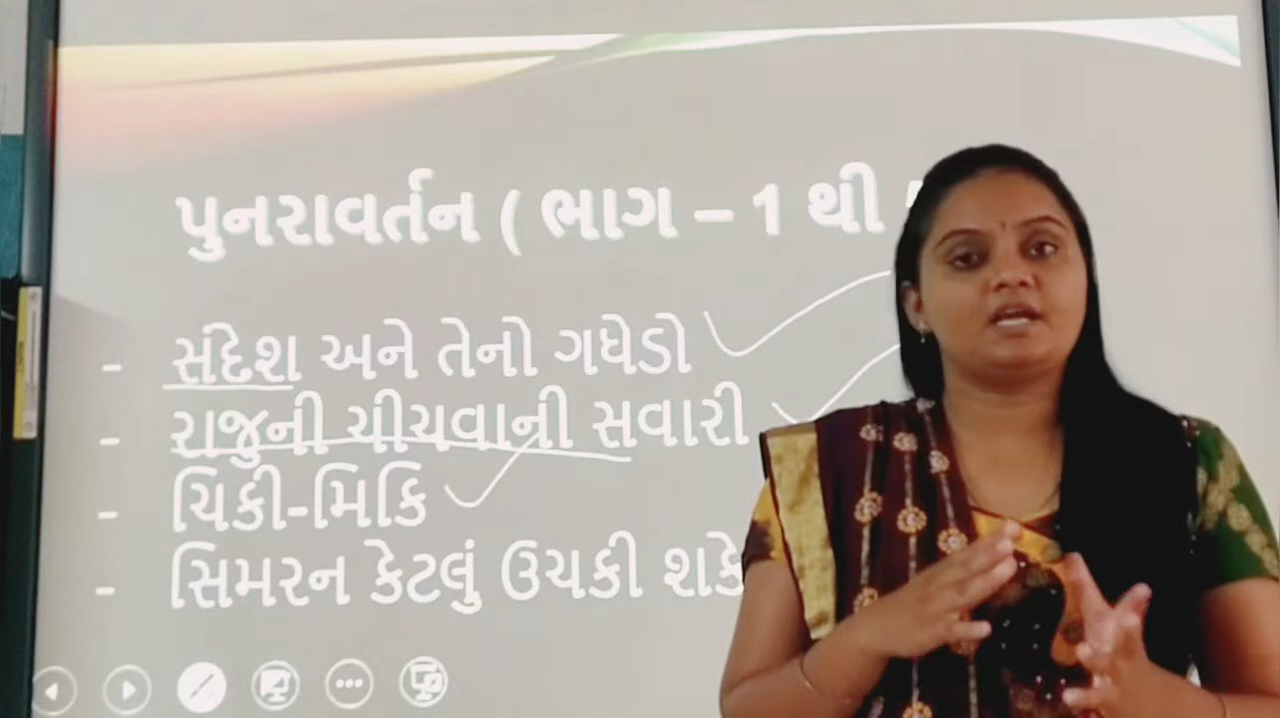 પુનરાવર્તન ( ભાગ – 1 થી
- સંદેશ અને તેનો ગધેડો
- રાજુની ચીચવાની સવારી
- ચિકી-મિકિ
- સિમરન કેટલું ઉચકી શકે